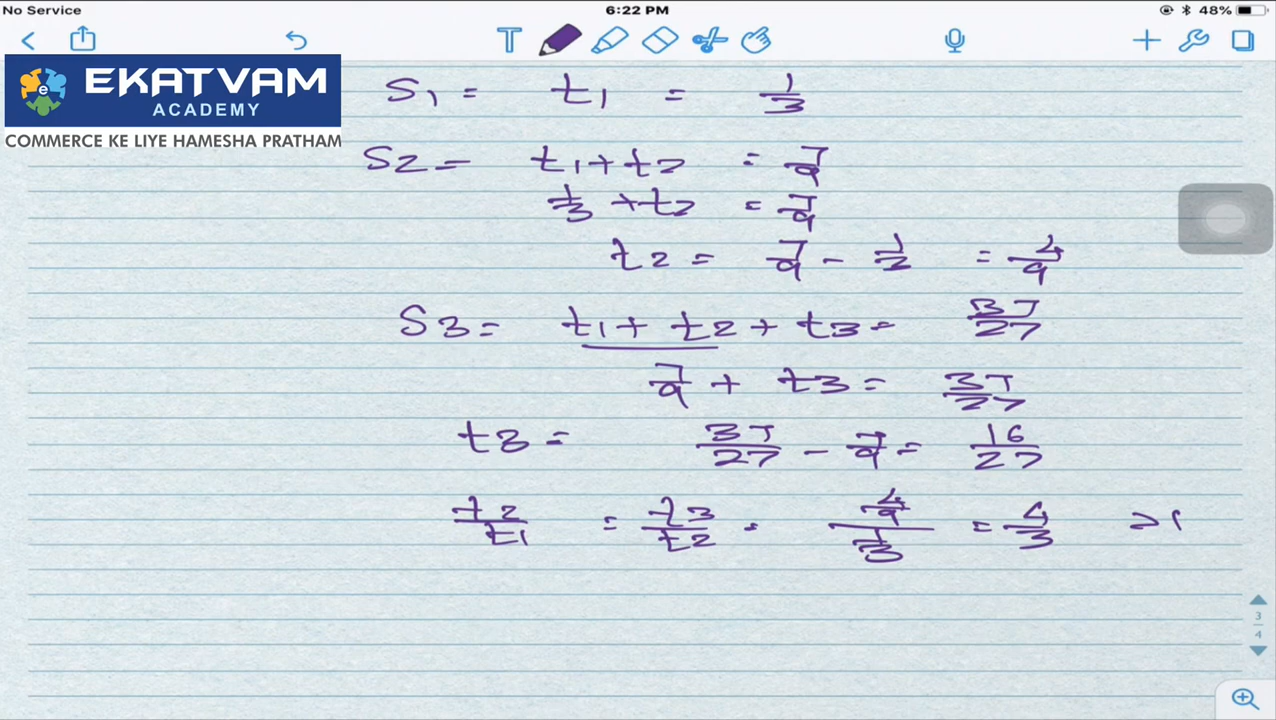 No Service 6:22 PM 48%
T
EKATVAM
ACADEMY
COMMERCE KE LIYE HAMESHA PRATHAM
S1 = t1 = 1/3
S2 = t1 + t2 = 7/9
1/3 + t2 = 7/9
t2 = 7/9 - 1/2 = 4/9
S3 = t1 + t2 + t3 = 37/27
7/9 + t3 = 37/27
t3 = 37/27 - 7/9 = 16/27
t2/t1 = t3/t2 = 4/9 / 1/3 = 4/3 >1
3
4